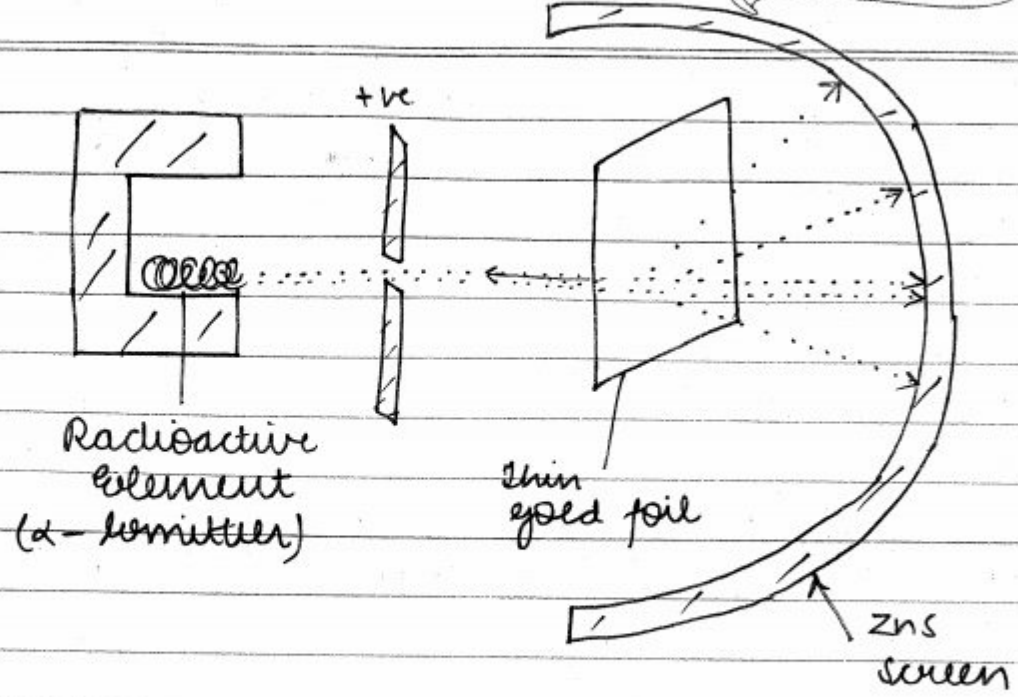 +ve
Radioactive
Element
(α- Emitter)
Thin
gold foil
ZnS
screen